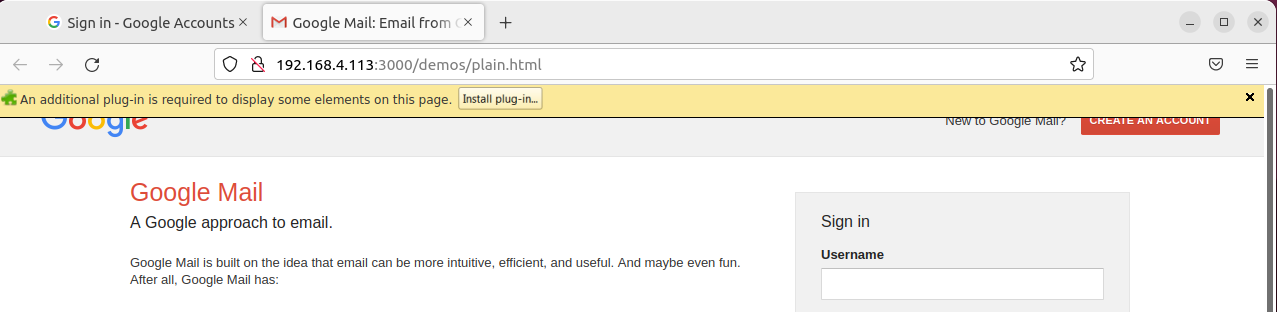 Sign in - Google Accounts
Google Mail: Email from G
192.168.4.113:3000/demos/plain.html
An additional plug-in is required to display some elements on this page. Install plug-in...
Google
New to Google Mail? CREATE AN ACCOUNT
Google Mail
A Google approach to email.
Sign in
Google Mail is built on the idea that email can be more intuitive, efficient, and useful. And maybe even fun.
After all, Google Mail has:
Username